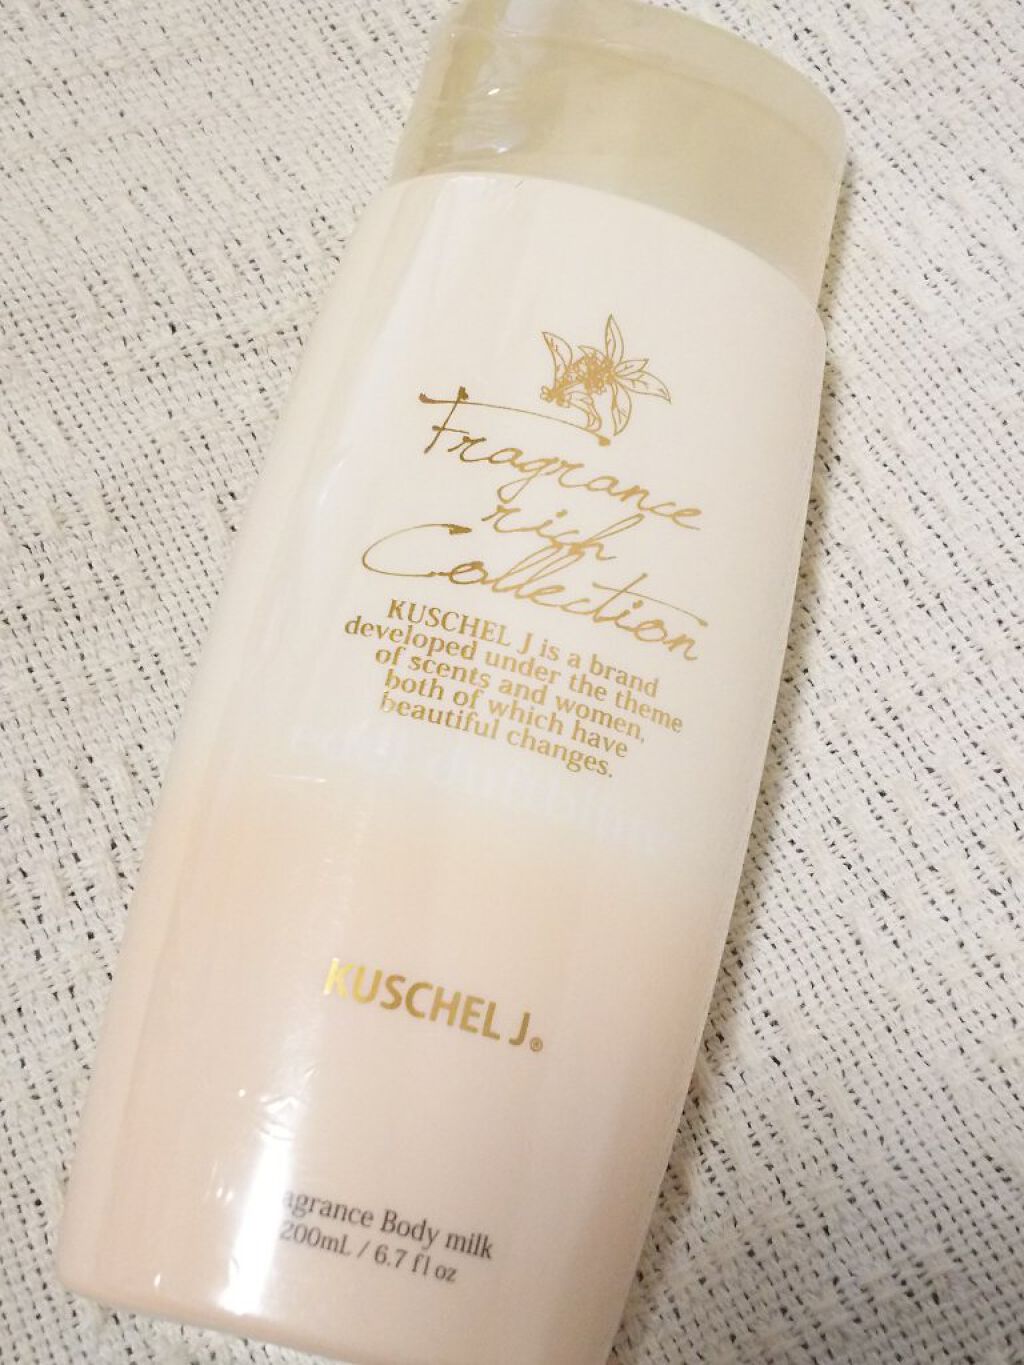 Fragrance
rich
Collection
KUSCHEL J is a brand
developed under the theme
of scents and women,
both of which have
beautiful changes.
KUSCHEL J®
agrance Body milk
200mL / 6.7 fl oz